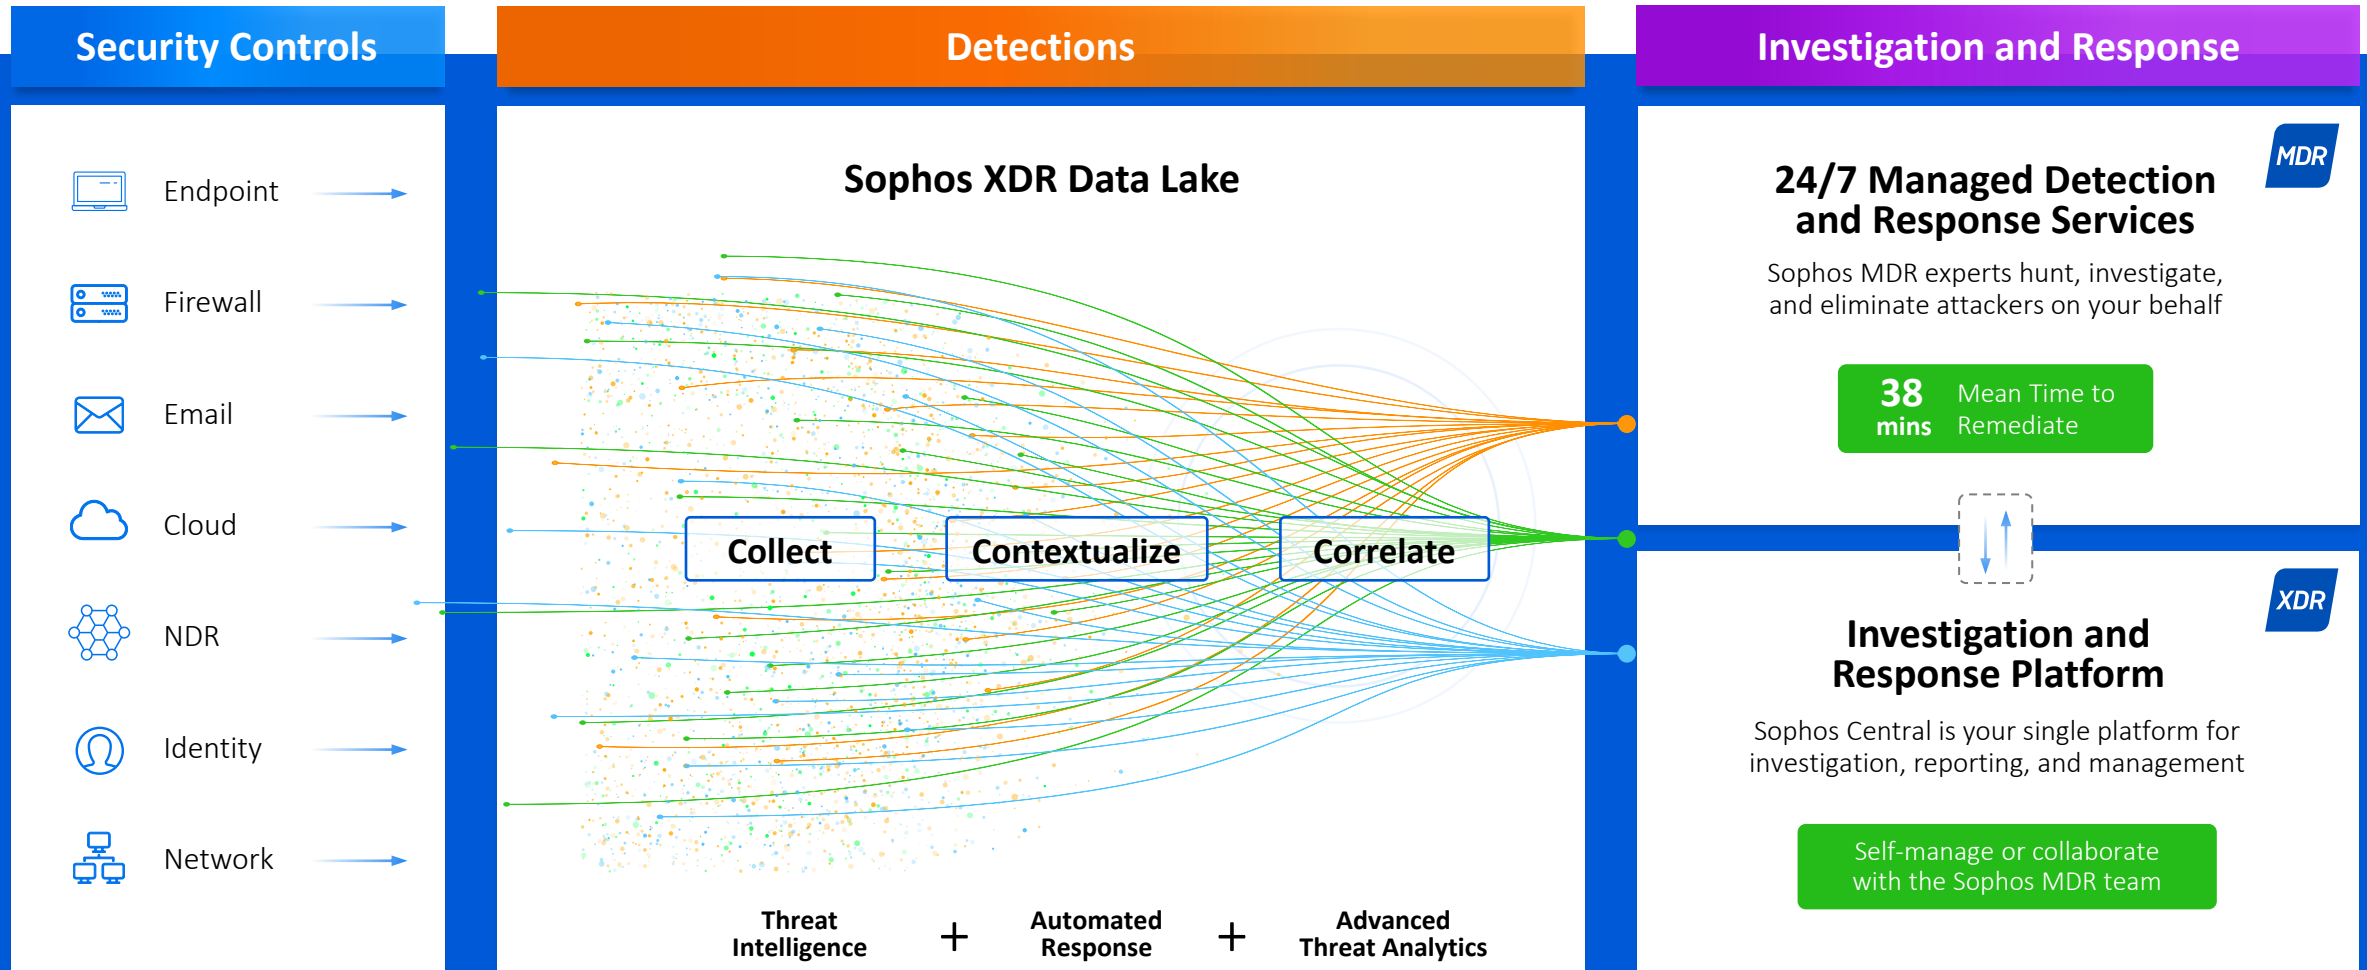 Security Controls
Detections
Investigation and Response
Endpoint
Firewall
Email
Cloud
NDR
Identity
Network
Sophos XDR Data Lake
Collect
Contextualize
Correlate
Threat
Intelligence
+
Automated
Response
+
Advanced
Threat Analytics
MDR
24/7 Managed Detection
and Response Services
Sophos MDR experts hunt, investigate,
and eliminate attackers on your behalf
38
mins
Mean Time to
Remediate
XDR
Investigation and
Response Platform
Sophos Central is your single platform for
investigation, reporting, and management
Self-manage or collaborate
with the Sophos MDR team